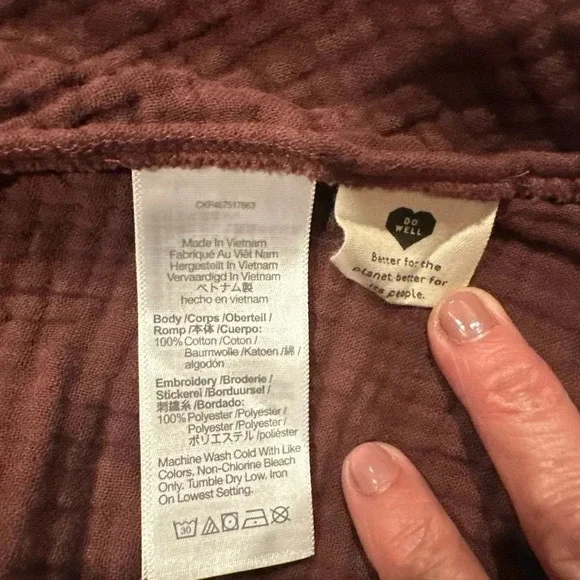 CKF467517863
Made In Vietnam
Fabriqué Au Viêt Nam
Hergestellt In Vietnam
Vervaardigd In Vietnam
ベトナム製
hecho en vietnam
Body /Corps /Oberteil /
Romp /本体 /Cuerpo:
100% Cotton /Coton /
Baumwolle /Katoen /綿 /
algodón
Embroidery /Broderie /
Stickerei /Borduursel /
刺繍糸 /Bordado:
100% Polyester /Polyester /
Polyester /Polyester /
ポリエステル /poliéster
Machine Wash Cold With Like
Colors. Non-Chlorine Bleach
Only. Tumble Dry Low. Iron
On Lowest Setting.
30
DO
WELL
Better for the
planet, better for
people.